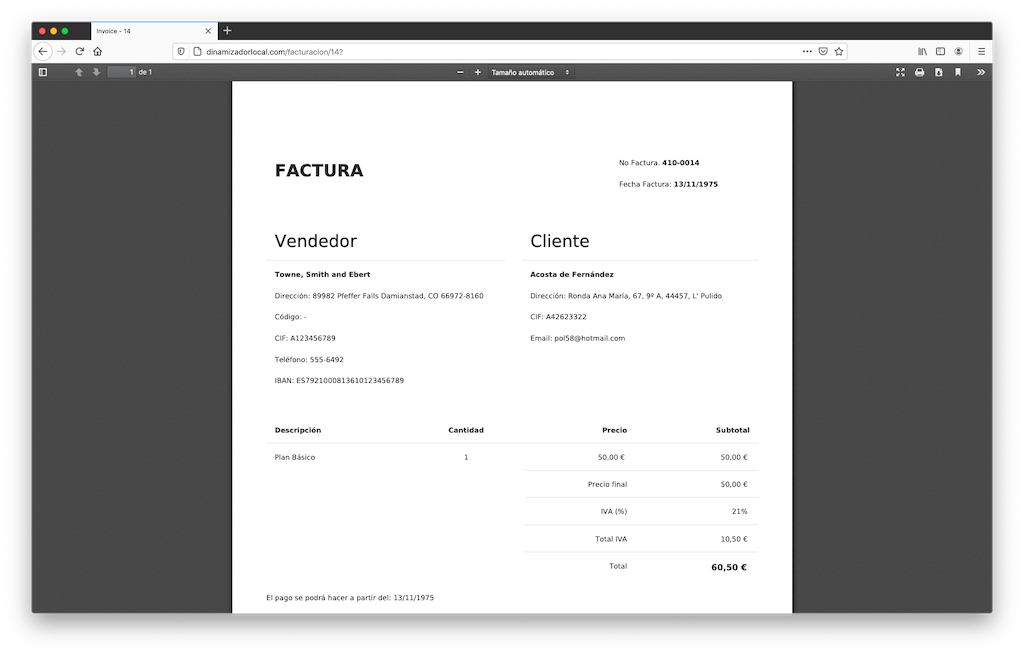 Invoice - 14
dinamizadorlocal.com/facturacion/14?
1 de 1
Tamaño automático
FACTURA
No Factura. 410-0014
Fecha Factura: 13/11/1975
Vendedor
Cliente
Towne, Smith and Ebert
Dirección: 89982 Pfeffer Falls Damianstad, CO 66972-8160
Código: -
CIF: A123456789
Teléfono: 555-6492
IBAN: ES7921000813610123456789
Acosta de Fernández
Dirección: Ronda Ana María, 67, 9º A, 44457, L' Pulido
CIF: A42623322
Email: pol58@hotmail.com
Descripción Cantidad Precio Subtotal
Plan Básico 1 50,00 € 50,00 €
Precio final 50,00 €
IVA (%) 21%
Total IVA 10,50 €
Total 60,50 €
El pago se podrá hacer a partir del: 13/11/1975